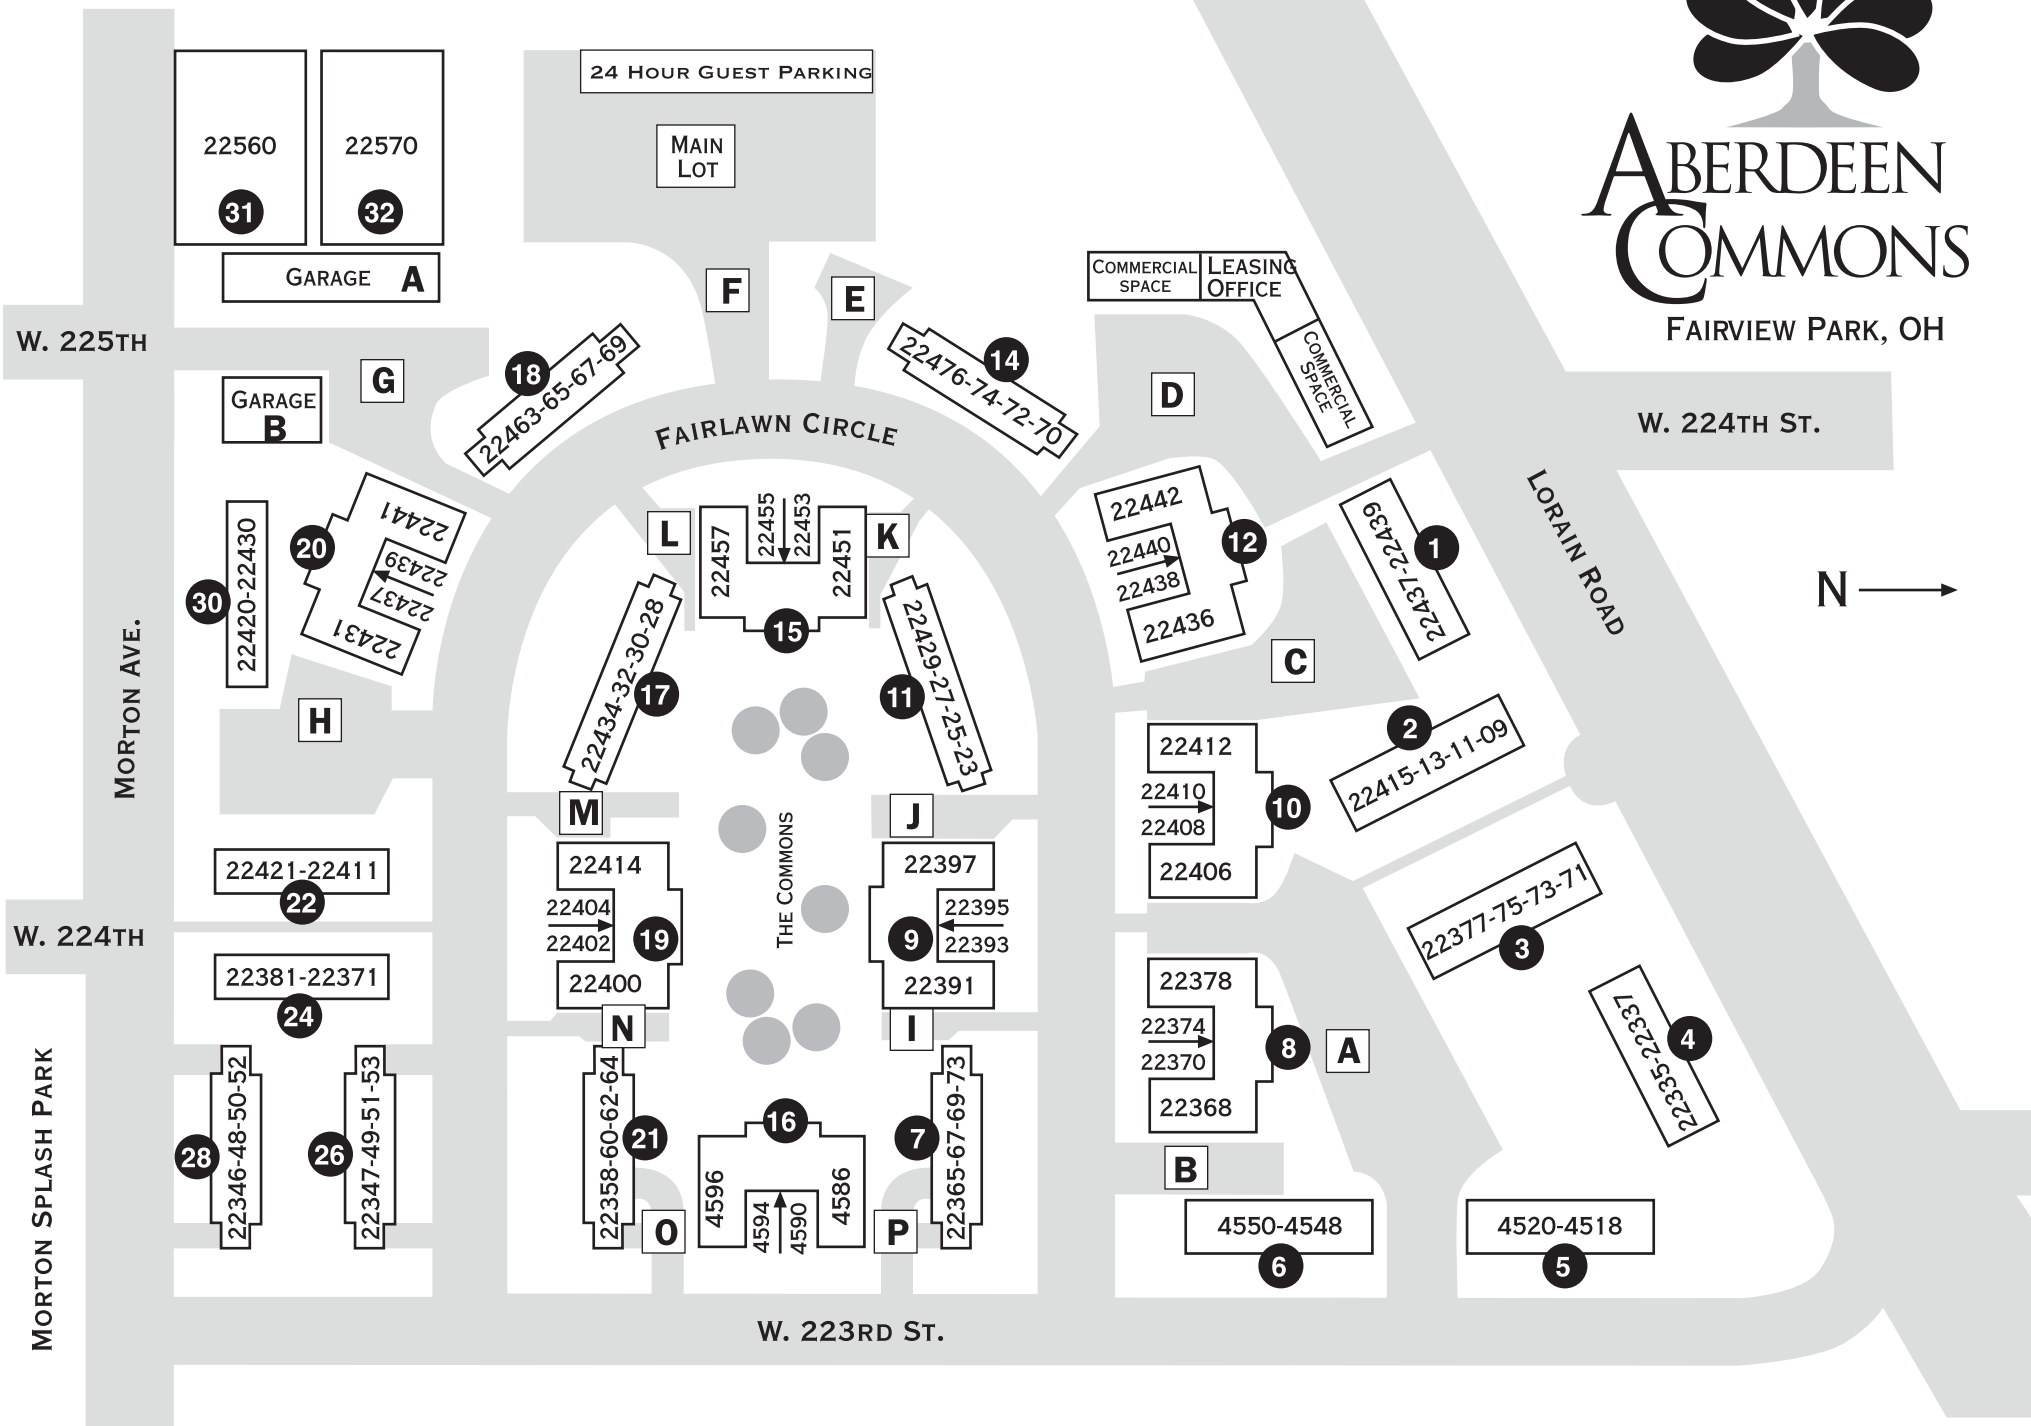 24 Hour Guest Parking
Main
Lot
22560
31
22570
32
Garage A
Aberdeen
Commons
Fairview Park, OH
W. 225th
Garage
B
G
F
E
D
Commercial
Space
Leasing
Office
Commercial
Space
18
22463-65-67-69
14
22476-74-72-70
Fairlawn Circle
W. 224th St.
Lorain Road
N
30
22420-22430
20
22441
22439
22437
22431
L
K
22457
22455
22453
22451
15
12
22442
22440
22438
22436
1
22437-22439
17
22434-32-30-28
11
22429-27-25-23
C
H
Morton Ave.
2
22415-13-11-09
22412
22410
22408
22406
10
M
J
The Commons
22421-22411
22
22414
22404
22402
22400
19
22397
22395
22393
22391
9
22377-75-73-71
3
W. 224th
22381-22371
24
N
I
22378
22374
22370
22368
8
A
22335-22337
4
Morton Splash Park
28
22346-48-50-52
26
22347-49-51-53
22358-60-62-64
21
16
4596
4594
4590
4586
7
22365-67-69-73
O
P
B
4550-4548
6
4520-4518
5
W. 223rd St.